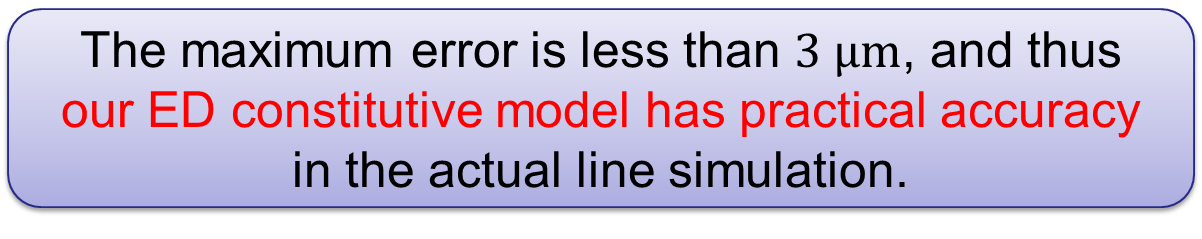 The maximum error is less than 3 μm, and thus
our ED constitutive model has practical accuracy
in the actual line simulation.